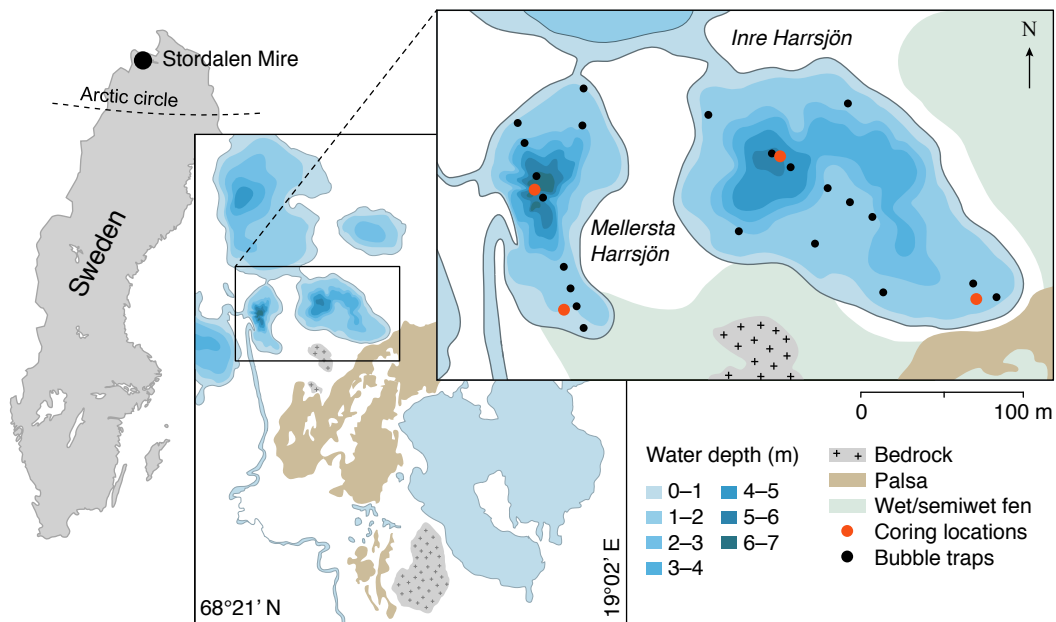 Stordalen Mire
Arctic circle
Sweden
68°21' N
19°02' E
Inre Harrsjön
N
Mellersta
Harrsjön
0 100 m
Water depth (m)
0–1
1–2
2–3
3–4
4–5
5–6
6–7
Bedrock
Palsa
Wet/semiwet fen
Coring locations
Bubble traps